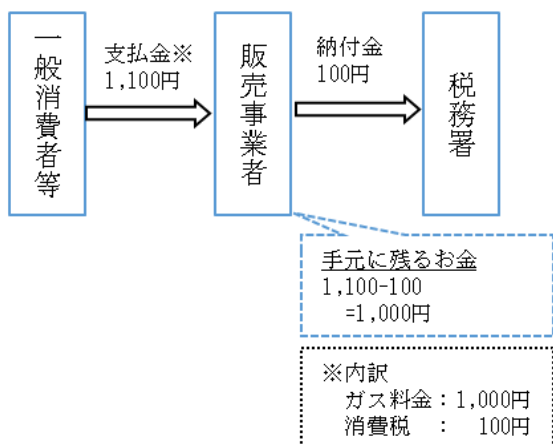 一般消費者等
支払金※
1,100円
販売事業者
納付金
100円
税務署
手元に残るお金
1,100-100
=1,000円
※内訳
ガス料金：1,000円
消費税　：　100円